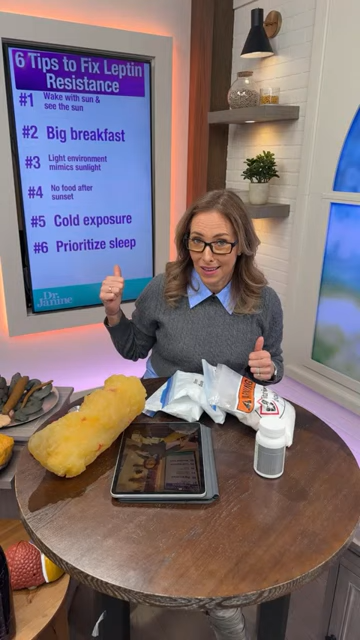 6 Tips to Fix Leptin
Resistance
#1 Wake with sun &
see the sun
#2 Big breakfast
#3 Light environment
mimics sunlight
#4 No food after
sunset
#5 Cold exposure
#6 Prioritize sleep
Dr.
Janine